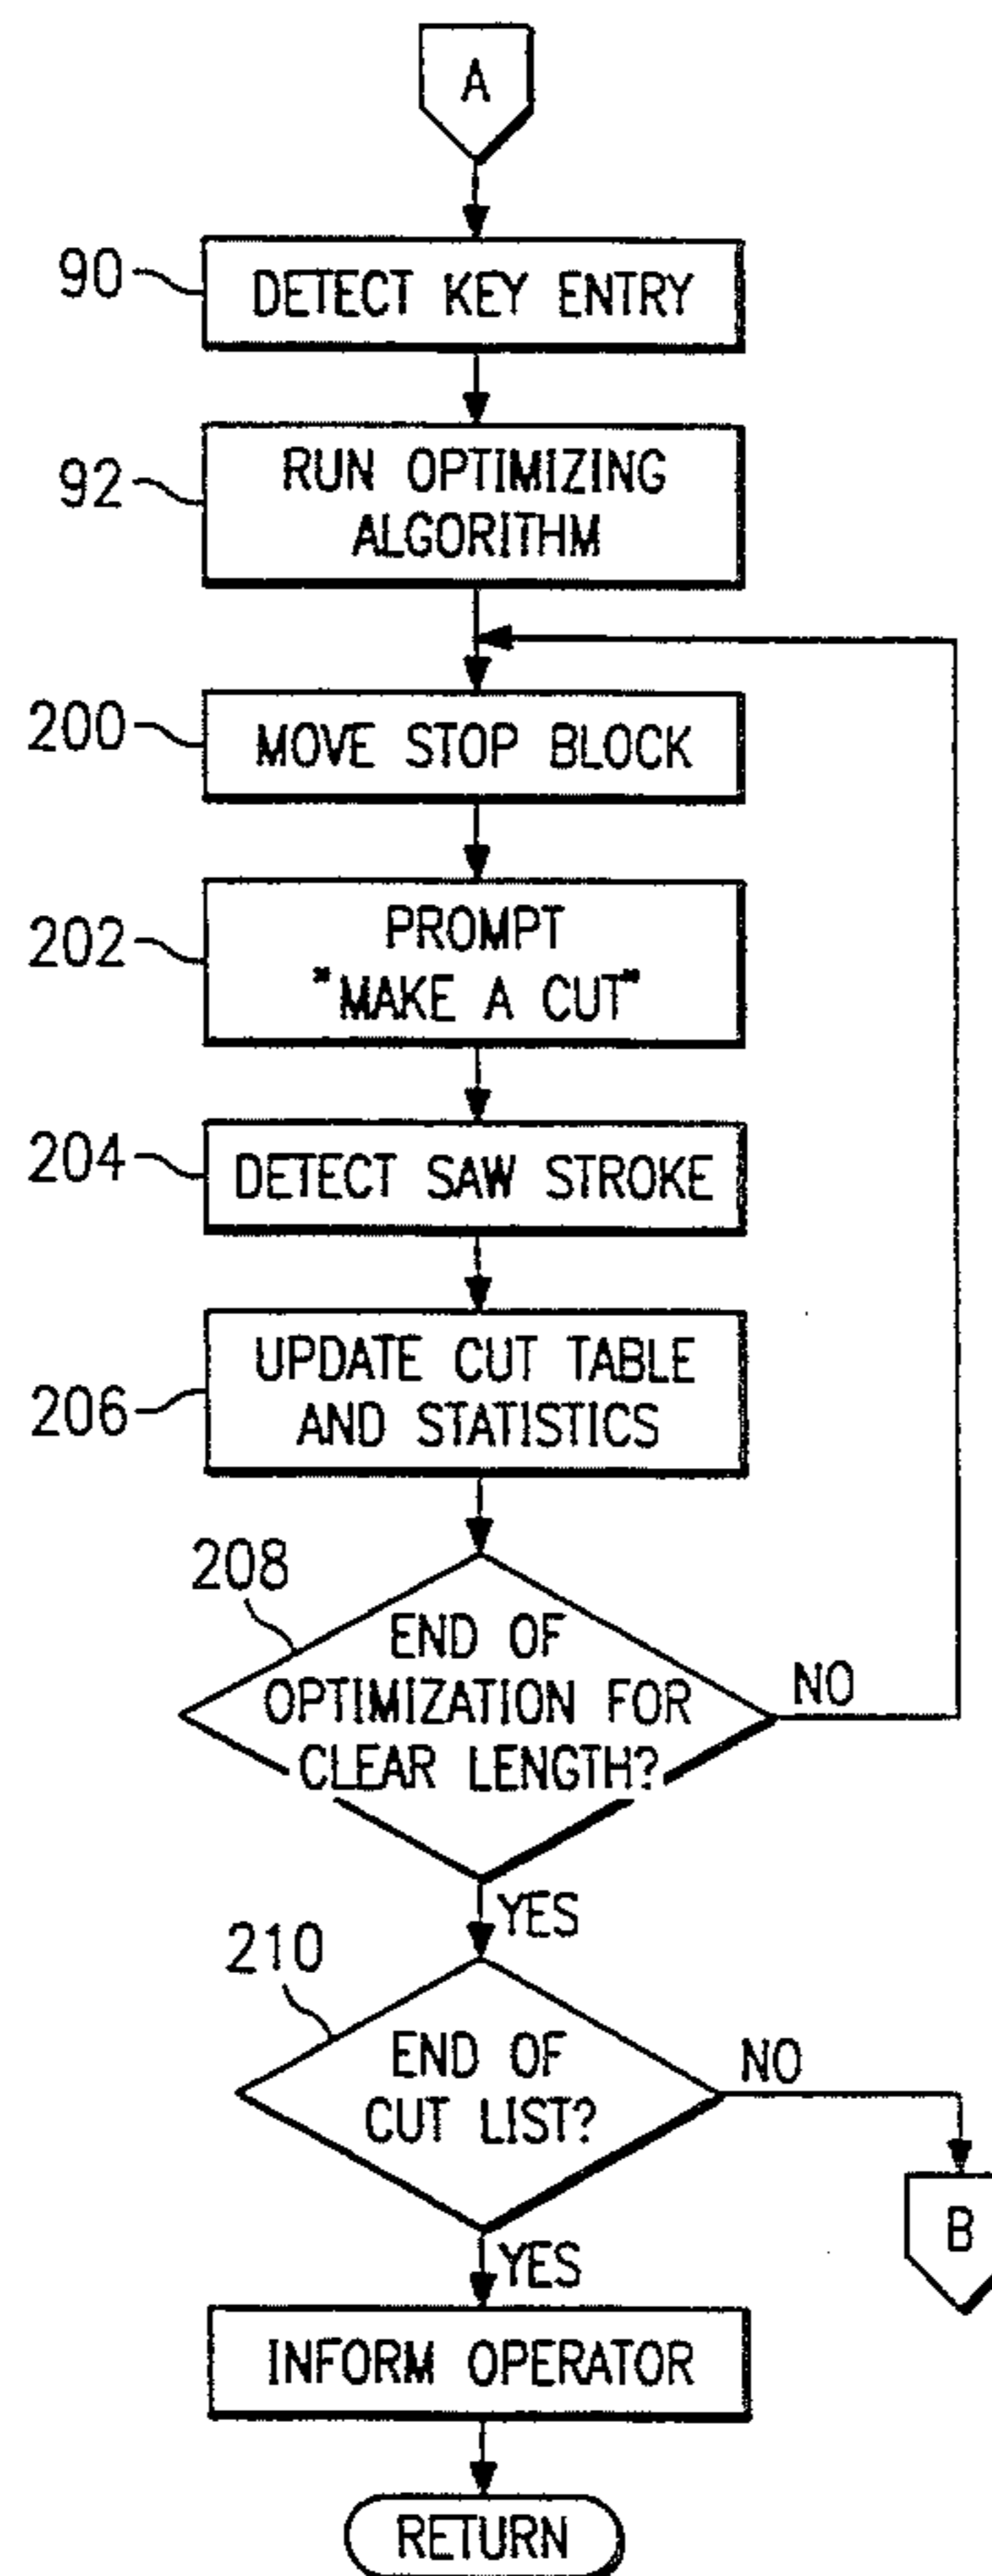 A
90
DETECT KEY ENTRY
92
RUN OPTIMIZING
ALGORITHM
200
MOVE STOP BLOCK
202
PROMPT
"MAKE A CUT"
204
DETECT SAW STROKE
206
UPDATE CUT TABLE
AND STATISTICS
208
END OF
OPTIMIZATION FOR
CLEAR LENGTH?
NO
YES
210
END OF
CUT LIST?
NO
B
YES
INFORM OPERATOR
RETURN